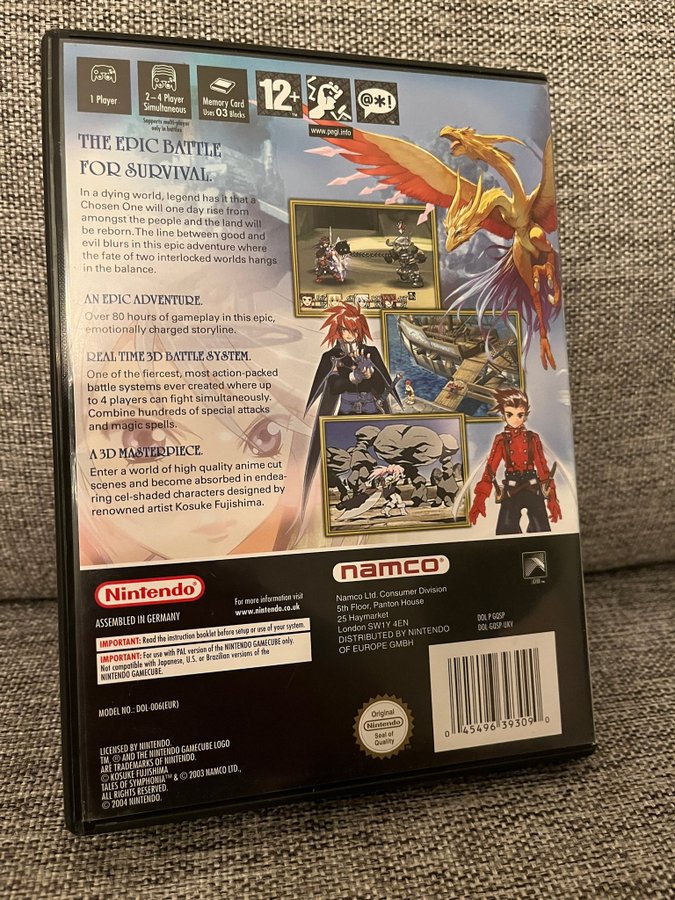 1 Player
2 – 4 Player
Simultaneous
Supports multi-player
only in battles
Memory Card
Uses 03 Blocks
12+
www.pegi.info
@*!
THE EPIC BATTLE
FOR SURVIVAL.
In a dying world, legend has it that a
Chosen One will one day rise from
amongst the people and the land will
be reborn.The line between good and
evil blurs in this epic adventure where
the fate of two interlocked worlds hangs
in the balance.
AN EPIC ADVENTURE.
Over 80 hours of gameplay in this epic,
emotionally charged storyline.
REAL TIME 3D BATTLE SYSTEM.
One of the fiercest, most action-packed
battle systems ever created where up
to 4 players can fight simultaneously.
Combine hundreds of special attacks
and magic spells.
A 3D MASTERPIECE.
Enter a world of high quality anime cut
scenes and become absorbed in endea-
ring cel-shaded characters designed by
renowned artist Kosuke Fujishima.
Nintendo®
ASSEMBLED IN GERMANY
For more information visit
www.nintendo.co.uk
IMPORTANT: Read the instruction booklet before setup or use of your system.
IMPORTANT: For use with PAL version of the NINTENDO GAMECUBE only.
Not compatible with Japanese, U.S. or Brazilian versions of the
NINTENDO GAMECUBE.
MODEL NO.: DOL-006(EUR)
LICENSED BY NINTENDO.
TM, ® AND THE NINTENDO GAMECUBE LOGO
ARE TRADEMARKS OF NINTENDO.
© KOSUKE FUJISHIMA
TALES OF SYMPHONIA™ & © 2003 NAMCO LTD.,
ALL RIGHTS RESERVED.
© 2004 NINTENDO.
namco®
Namco Ltd. Consumer Division
5th Floor, Panton House
25 Haymarket
London SW1Y 4EN
DISTRIBUTED BY NINTENDO
OF EUROPE GMBH
DOL P GQSP
DOL-GQSP-UKV
Original
Nintendo
Seal of
Quality
0 45496 39309 0